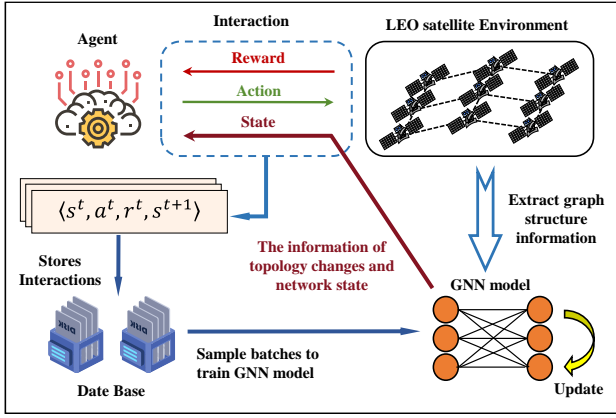 Interaction
LEO satellite Environment
Agent
Reward
Action
State
⟨s^t, a^t, r^t, s^{t+1}⟩
Extract graph
structure
information
Stores
Interactions
The information of
topology changes and
network state
GNN model
Sample batches to
train GNN model
Date Base
Update